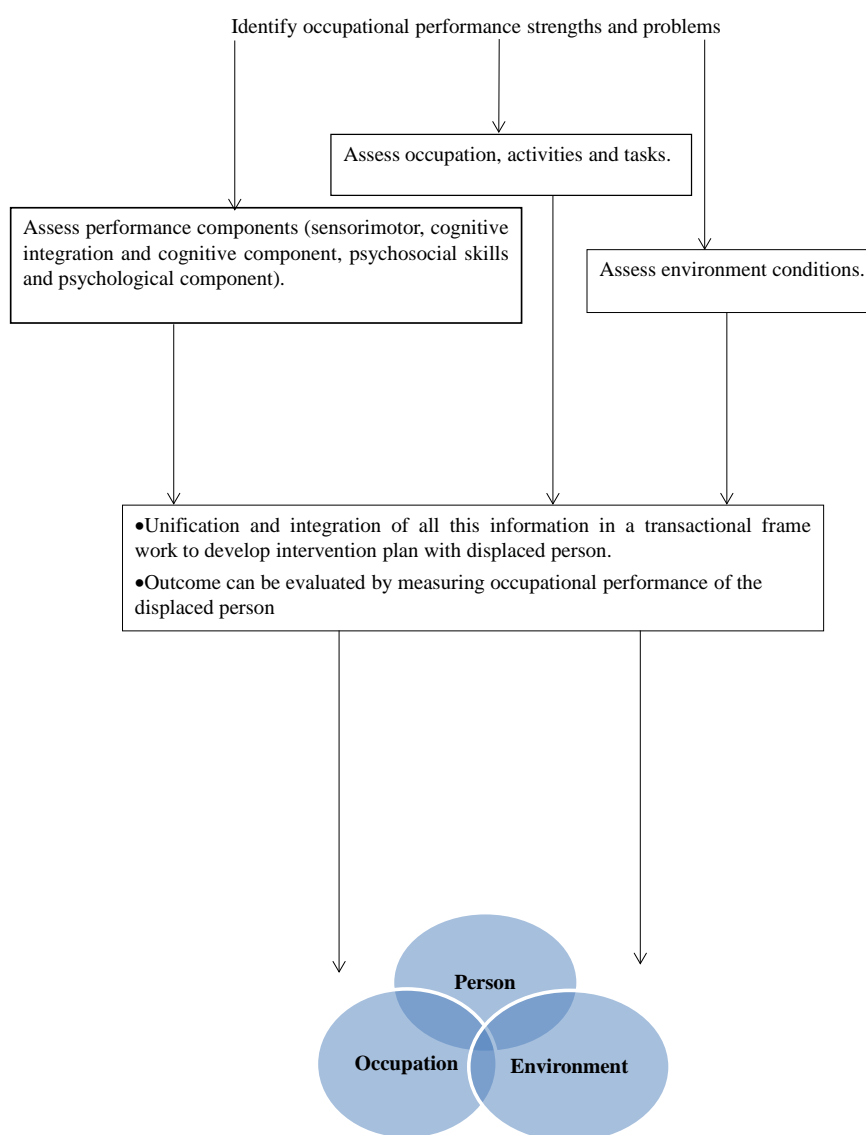 Identify occupational performance strengths and problems
Assess occupation, activities and tasks.
Assess performance components (sensorimotor, cognitive
integration and cognitive component, psychosocial skills
and psychological component).
Assess environment conditions.
•Unification and integration of all this information in a transactional frame
work to develop intervention plan with displaced person.
•Outcome can be evaluated by measuring occupational performance of the
displaced person
Person
Occupation
Environment